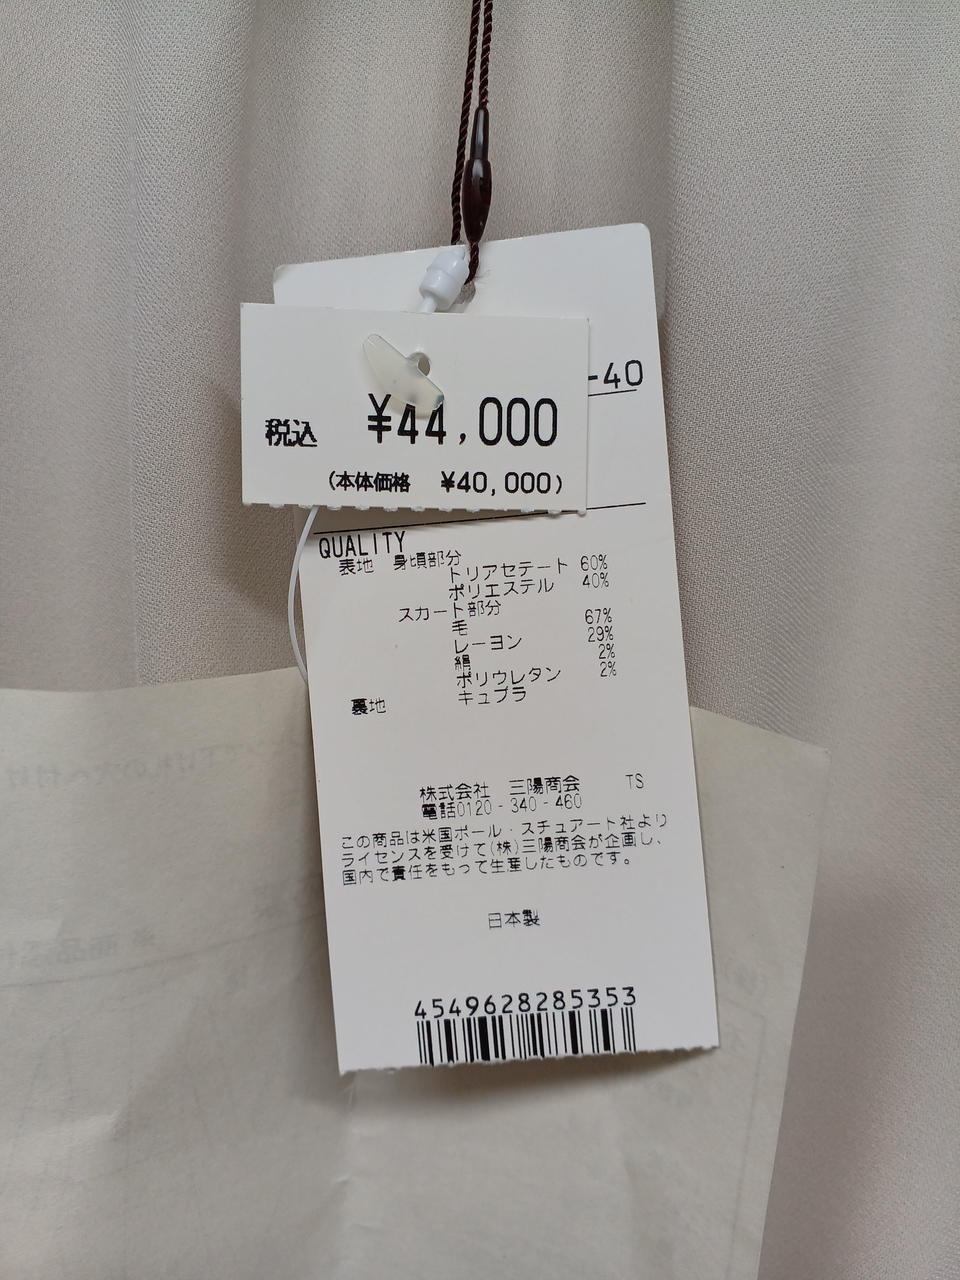 -40
税込 ¥44,000
(本体価格 ¥40,000)
QUALITY
表地 身頃部分
トリアセテート 60%
ポリエステル 40%
スカート部分
毛 67%
レーヨン 29%
絹 2%
ポリウレタン 2%
裏地 キュプラ
株式会社 三陽商会 TS
電話0120-340-460
この商品は米国ポール・スチュアート社より
ライセンスを受けて(株)三陽商会が企画し、
国内で責任をもって生産したものです。
日本製
4549628285353